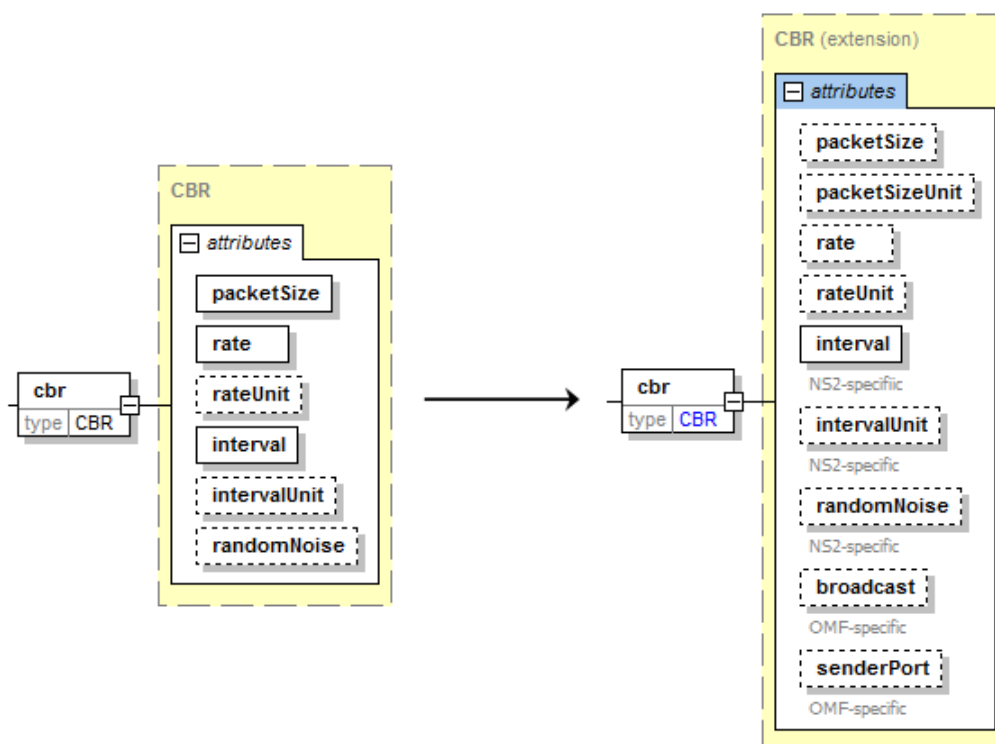 CBR
attributes
packetSize
rate
rateUnit
interval
intervalUnit
randomNoise
cbr
type CBR
CBR (extension)
attributes
packetSize
packetSizeUnit
rate
rateUnit
interval
NS2-specifiic
intervalUnit
NS2-specific
randomNoise
NS2-specific
broadcast
OMF-specific
senderPort
OMF-specific
cbr
type CBR